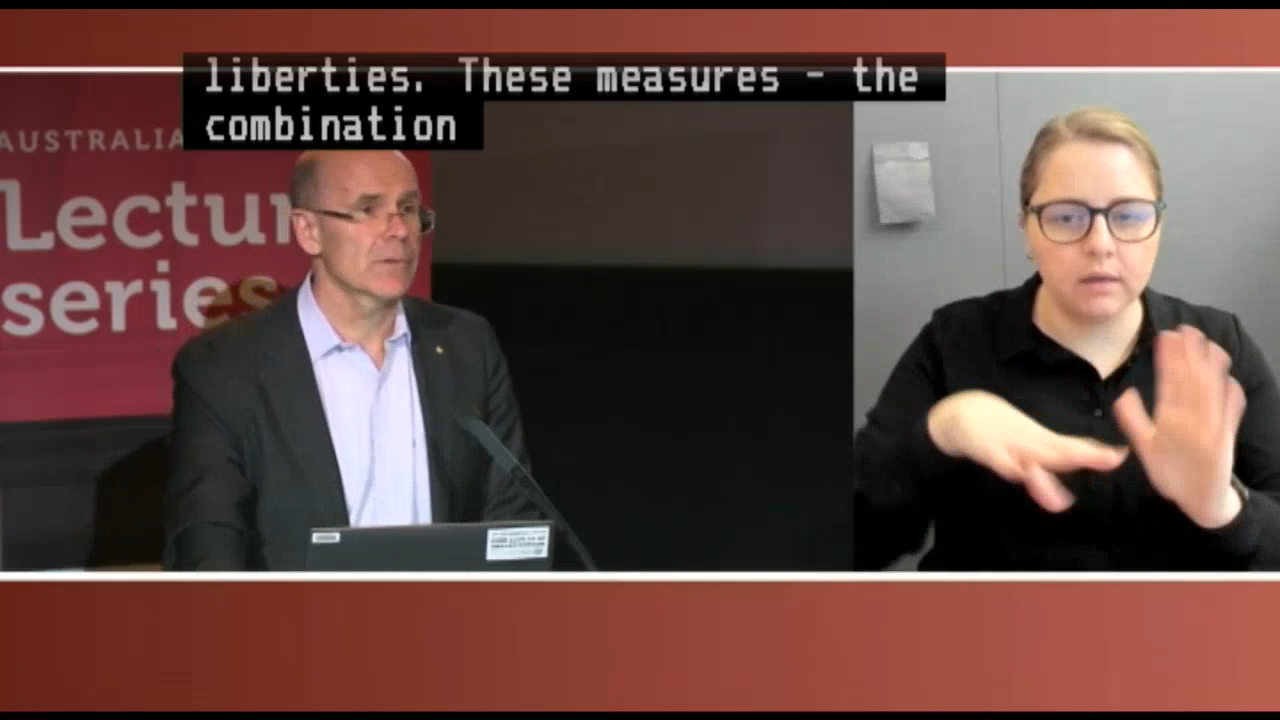 liberties. These measures - the
combination
AUSTRALIA
Lectur
series